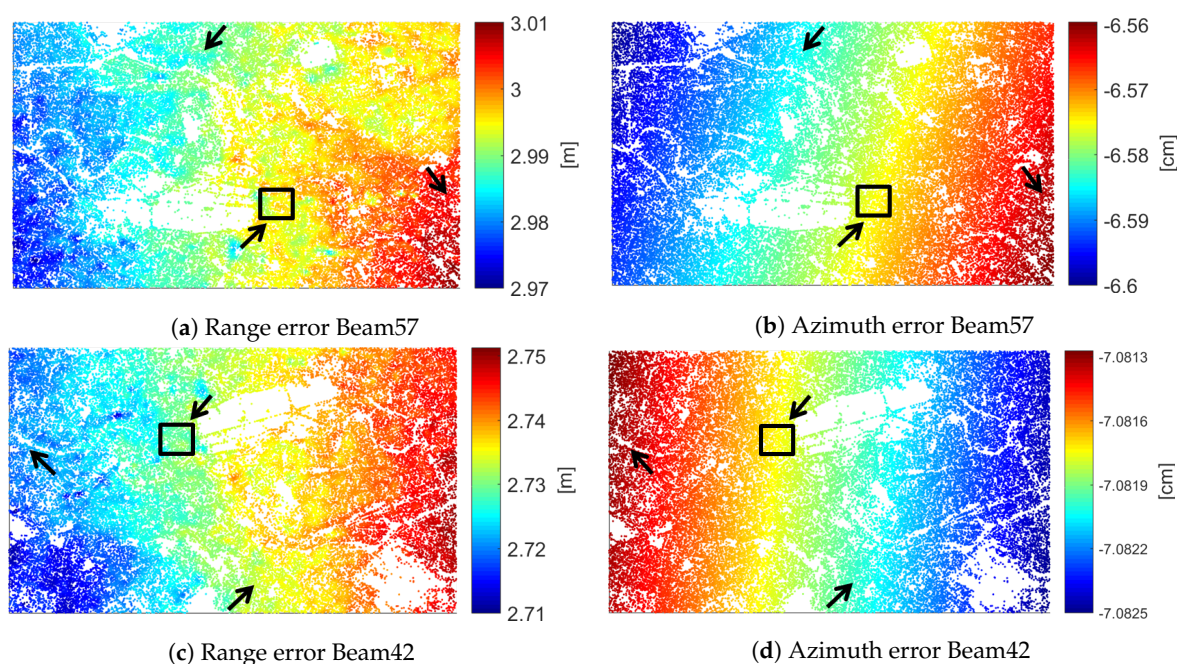 3.01
3
2.99
2.98
2.97
[m]
(a) Range error Beam57
-6.56
-6.57
-6.58
-6.59
-6.6
[cm]
(b) Azimuth error Beam57
2.75
2.74
2.73
2.72
2.71
[m]
(c) Range error Beam42
-7.0813
-7.0816
-7.0819
-7.0822
-7.0825
[cm]
(d) Azimuth error Beam42